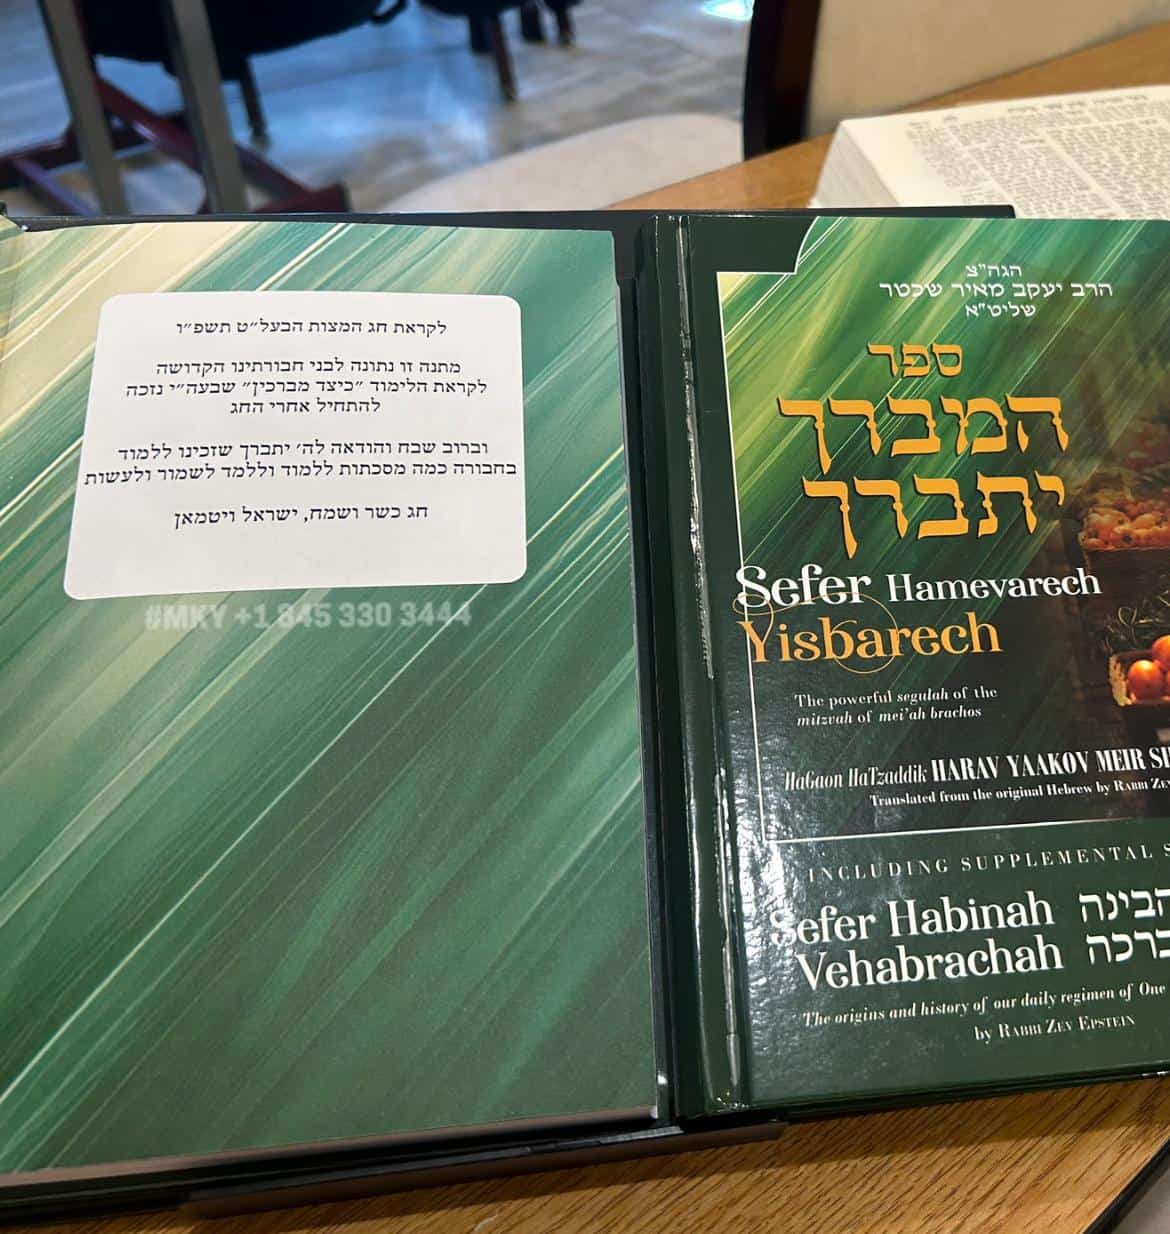 לקראת חג המצות הבעל״ט תשפ״ו
מתנה זו נתונה לבני חבורתינו הקדושה
לקראת הלימוד ״כיצד מברכין״ שבעה״י נזכה
להתחיל אחרי החג
וברוב שבח והודאה לה׳ יתברך שזכינו ללמוד
בחבורה כמה מסכתות ללמוד וללמד לשמור ולעשות
חג כשר ושמח, ישראל ויטמאן
#MKY +1 845 330 3444
הגה"צ
הרב יעקב מאיר שכטר
שליט"א
ספר
המברך
יתברך
Sefer Hamevarech
Yisbarech
The powerful segulah of the
mitzvah of mei'ah brachos
HaGaon HaTzaddik HARAV YAAKOV MEIR
Translated from the original Hebrew by RABBI
INCLUDING SUPPLEMENTAL
Sefer Habinah הבינה
Vehabrachah
The origins and history of our daily regimen of One
by RABBI ZEV EPSTEIN